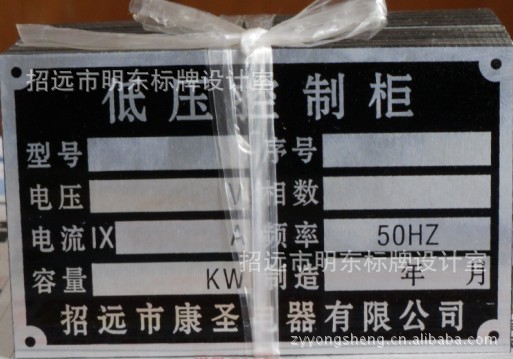 招远市明东标牌设计室
低压控制柜
型号 序号
电压 V 相数
电流IX A 频率 50HZ
招远市明东标牌设计室
容量 KW 制造 年 月
招远市康圣电器有限公司
zyyongsheng.cn.alibaba.com